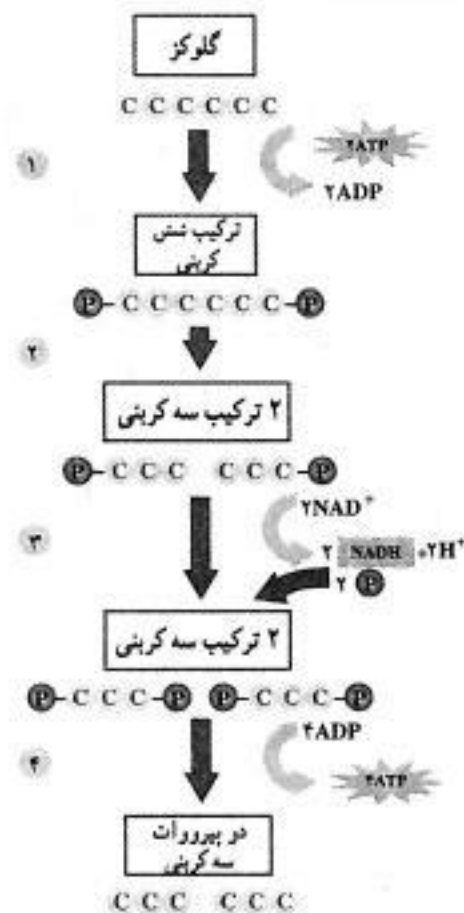 گلوکز
C C C C C C
۱
۲ATP
۲ADP
ترکیب شش
کربنی
P-C C C C C C-P
۲
۲ ترکیب سه کربنی
P-C C C C C C-P
۳
۲NAD+
۲ NADH +۲H+
۲ P
۲ ترکیب سه کربنی
P-C C C-P P-C C C-P
۴
۴ADP
۴ATP
دو پیرووات
سه کربنی
C C C C C C